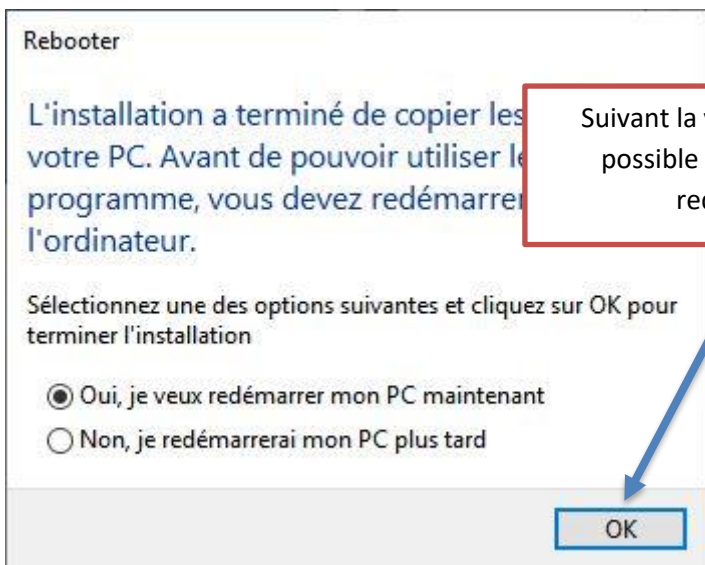 Rebooter
L'installation a terminé de copier les
votre PC. Avant de pouvoir utiliser
programme, vous devez redémarrer
l'ordinateur.
Suivant la
possible
Sélectionnez une des options suivantes et cliquez sur OK pour
terminer l'installation
Oui, je veux redémarrer mon PC maintenant
Non, je redémarrerai mon PC plus tard
OK